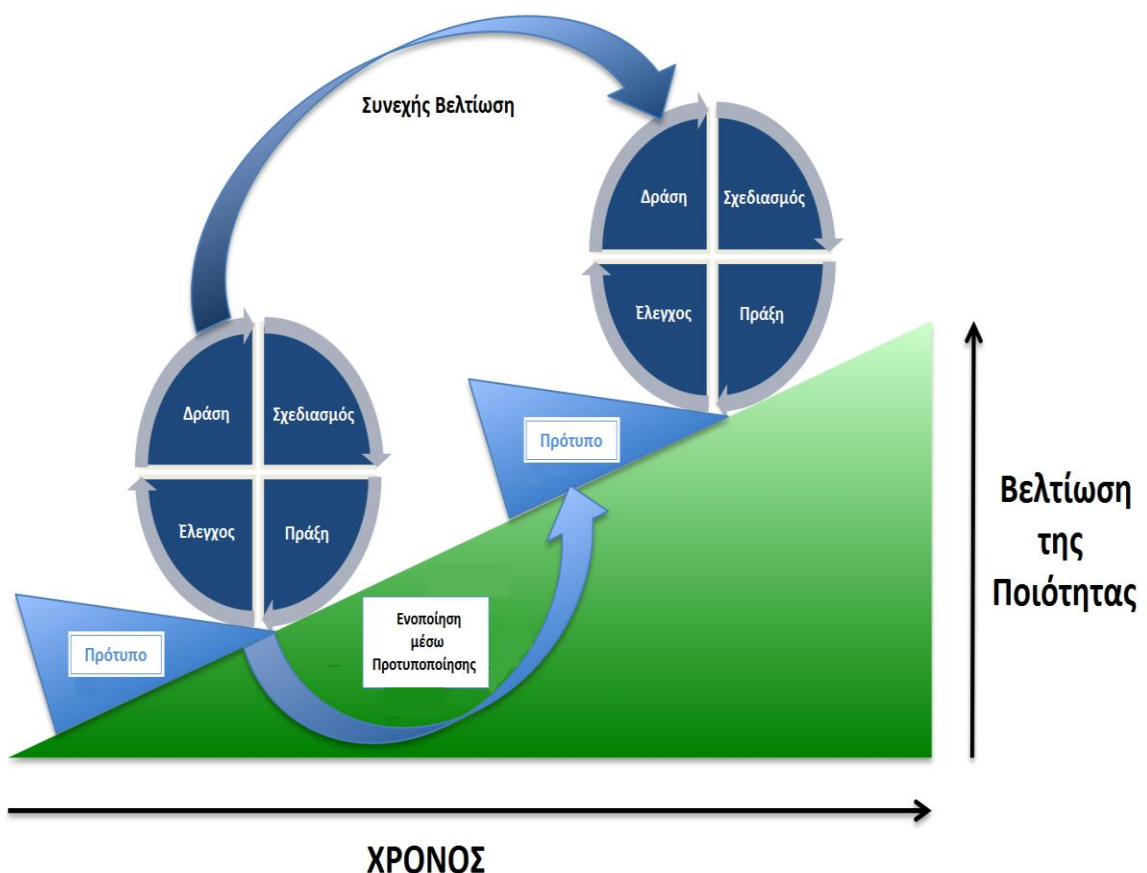 Συνεχής Βελτίωση
Δράση
Σχεδιασμός
Έλεγχος
Πράξη
Δράση
Σχεδιασμός
Έλεγχος
Πράξη
Πρότυπο
Πρότυπο
Ενοποίηση
μέσω
Προτυποποίησης
Βελτίωση
της
Ποιότητας
ΧΡΟΝΟΣ